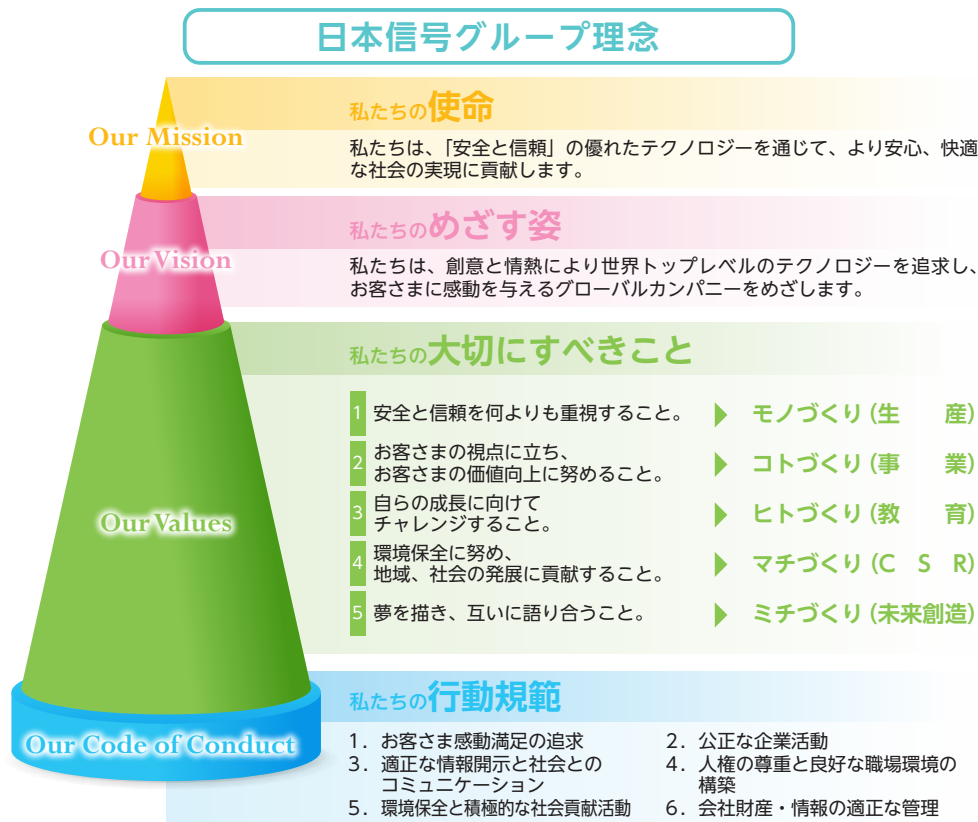 日本信号グループ理念
Our Mission
私たちの使命
私たちは、「安全と信頼」の優れたテクノロジーを通じて、より安心、快適
な社会の実現に貢献します。
Our Vision
私たちのめざす姿
私たちは、創意と情熱により世界トップレベルのテクノロジーを追求し、
お客さまに感動を与えるグローバルカンパニーをめざします。
Our Values
私たちの大切にすべきこと
1 安全と信頼を何よりも重視すること。 ▶ モノづくり(生　産)
2 お客さまの視点に立ち、
お客さまの価値向上に努めること。 ▶ コトづくり(事　業)
3 自らの成長に向けて
チャレンジすること。 ▶ ヒトづくり(教　育)
4 環境保全に努め、
地域、社会の発展に貢献すること。 ▶ マチづくり(C S R)
5 夢を描き、互いに語り合うこと。 ▶ ミチづくり(未来創造)
Our Code of Conduct
私たちの行動規範
1. お客さま感動満足の追求
2. 公正な企業活動
3. 適正な情報開示と社会との
コミュニケーション
4. 人権の尊重と良好な職場環境の
構築
5. 環境保全と積極的な社会貢献活動
6. 会社財産・情報の適正な管理